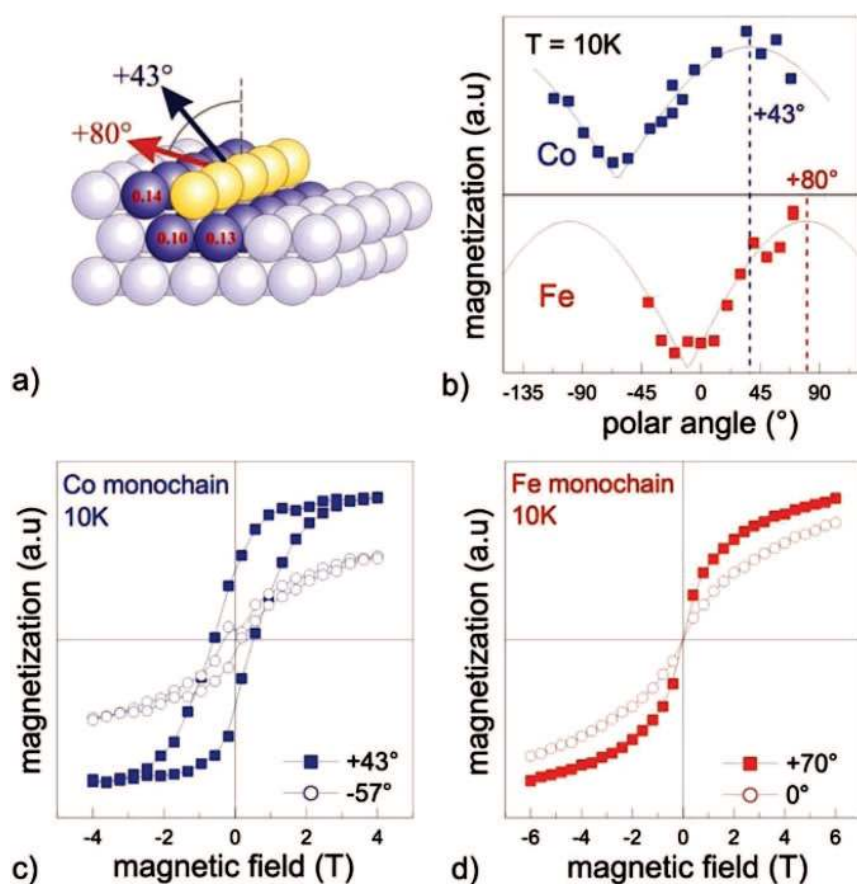 +43°
+80°
0.14
0.10 0.13
a)
T = 10K
Co
+43°
+80°
Fe
magnetization (a.u)
-135 -90 -45 0 45 90
polar angle (°)
b)
Co monochain
10K
magnetization (a.u)
+43°
-57°
-4 -2 0 2 4
magnetic field (T)
c)
Fe monochain
10K
magnetization (a.u)
+70°
0°
-6 -4 -2 0 2 4 6
magnetic field (T)
d)